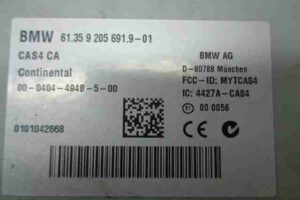 BMW 61.35 9 205 691.9-01
CAS4 CA
Continental
00-0404-4948-5-00
0101042668
BMW AG
D-80788 München
FCC-ID: MYTCAS4
IC: 4427A-CAS4
00 0056